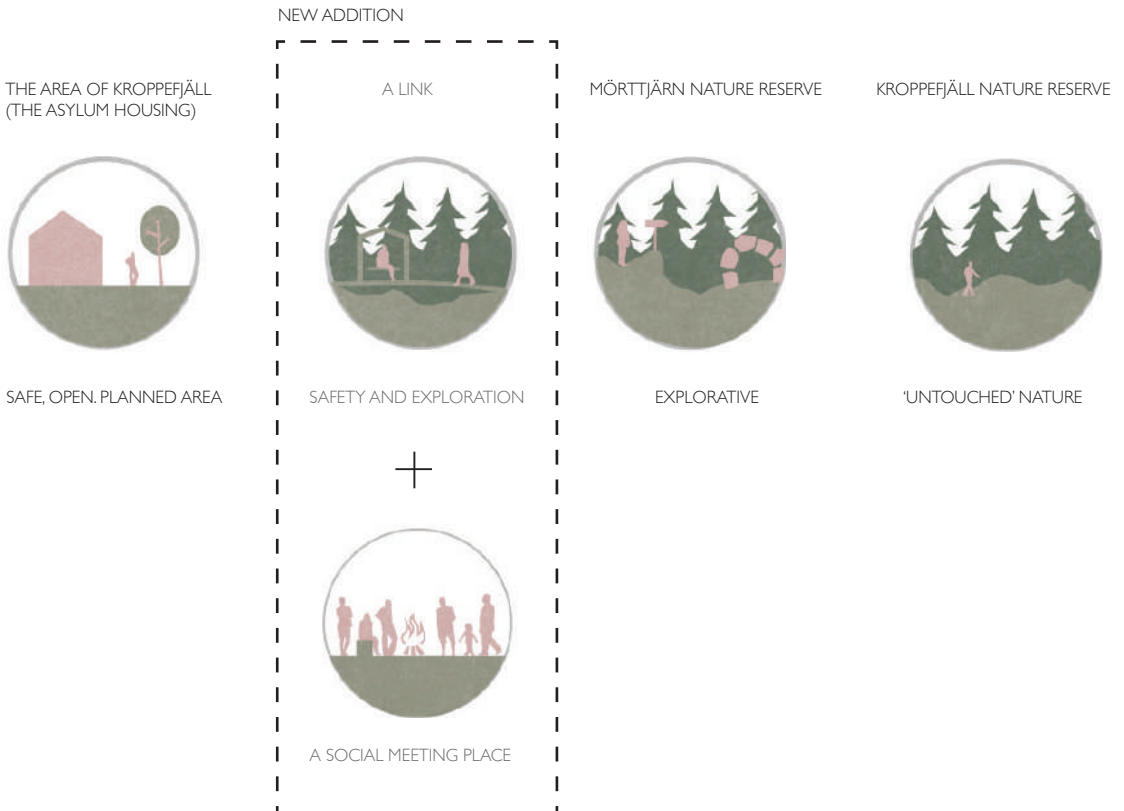 NEW ADDITION
THE AREA OF KROPPEFJÄLL
(THE ASYLUM HOUSING)
A LINK
MÖRTTJÄRN NATURE RESERVE
KROPPEFJÄLL NATURE RESERVE
SAFE, OPEN. PLANNED AREA
SAFETY AND EXPLORATION
EXPLORATIVE
‘UNTOUCHED’ NATURE
+
A SOCIAL MEETING PLACE